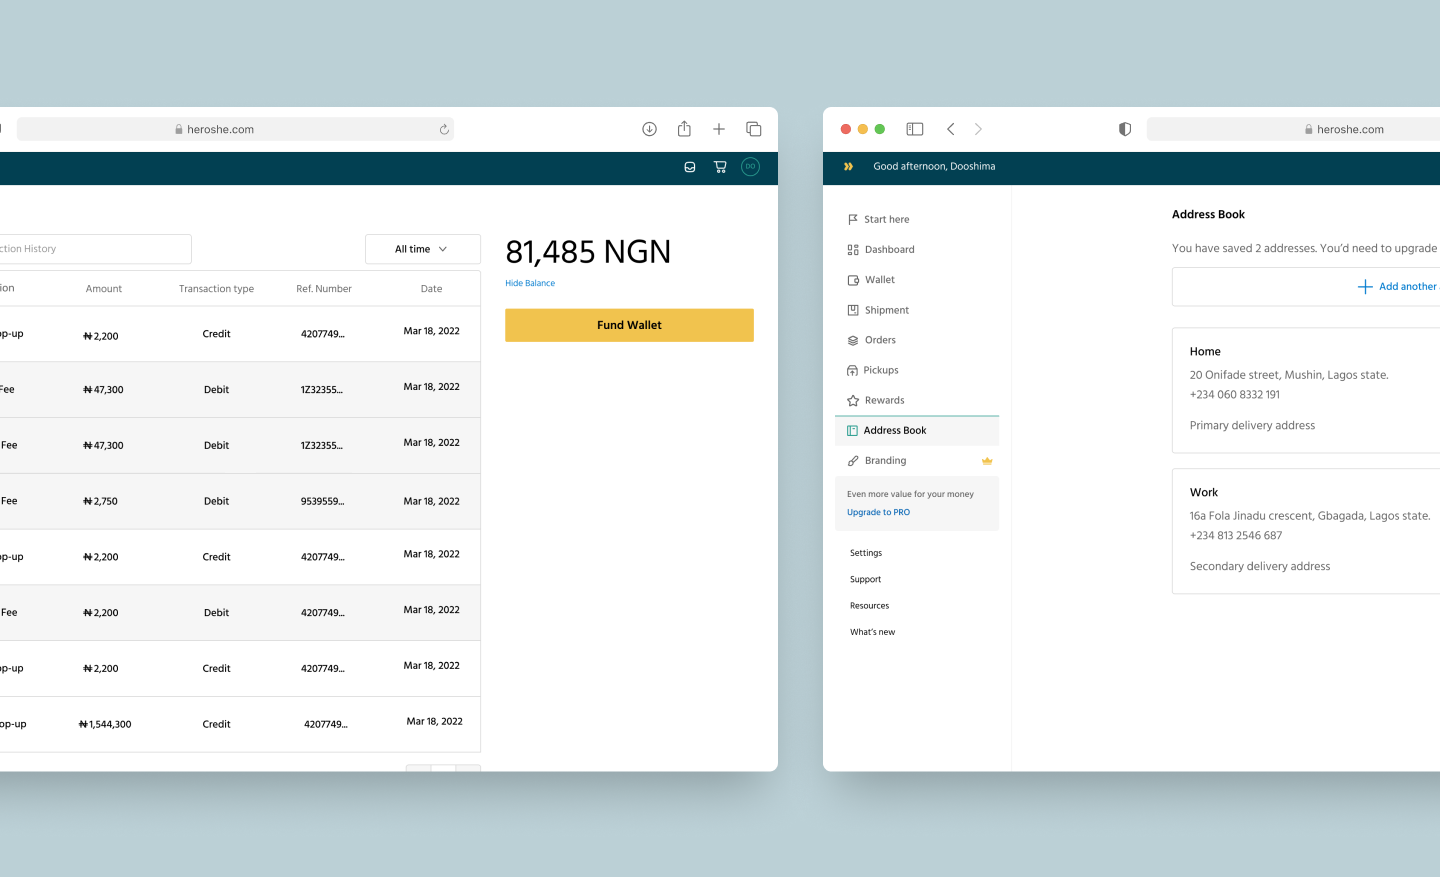 heroshe.com
DO
ction History
All time
ion Amount Transaction type Ref. Number Date
op-up ₦2,200 Credit 4207749... Mar 18, 2022
Fee ₦47,300 Debit 1Z32355... Mar 18, 2022
Fee ₦47,300 Debit 1Z32355... Mar 18, 2022
Fee ₦2,750 Debit 9539559... Mar 18, 2022
op-up ₦2,200 Credit 4207749... Mar 18, 2022
Fee ₦2,200 Debit 4207749... Mar 18, 2022
op-up ₦2,200 Credit 4207749... Mar 18, 2022
op-up ₦1,544,300 Credit 4207749... Mar 18, 2022
81,485 NGN
Hide Balance
Fund Wallet
heroshe.com
Good afternoon, Dooshima
Start here
Dashboard
Wallet
Shipment
Orders
Pickups
Rewards
Address Book
Branding
Even more value for your money
Upgrade to PRO
Settings
Support
Resources
What's new
Address Book
You have saved 2 addresses. You'd need to upgrade
Add another
Home
20 Onifade street, Mushin, Lagos state.
+234 060 8332 191
Primary delivery address
Work
16a Fola Jinadu crescent, Gbagada, Lagos state.
+234 813 2546 687
Secondary delivery address